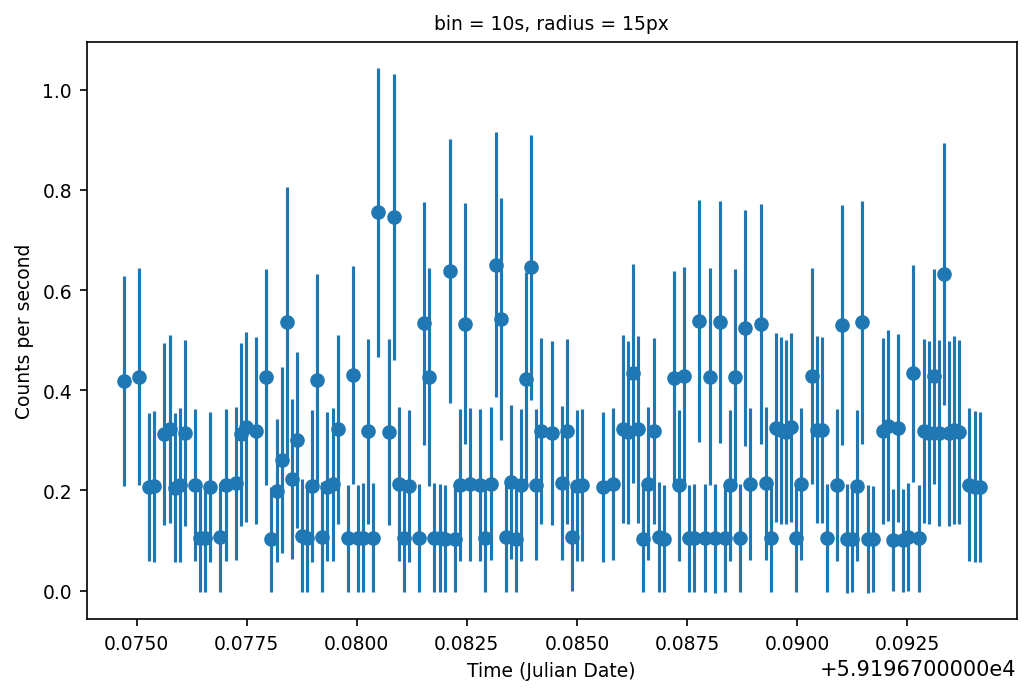 bin = 10s, radius = 15px
Counts per second
1.0
0.8
0.6
0.4
0.2
0.0
0.0750 0.0775 0.0800 0.0825 0.0850 0.0875 0.0900 0.0925
Time (Julian Date)
+5.9196700000e4